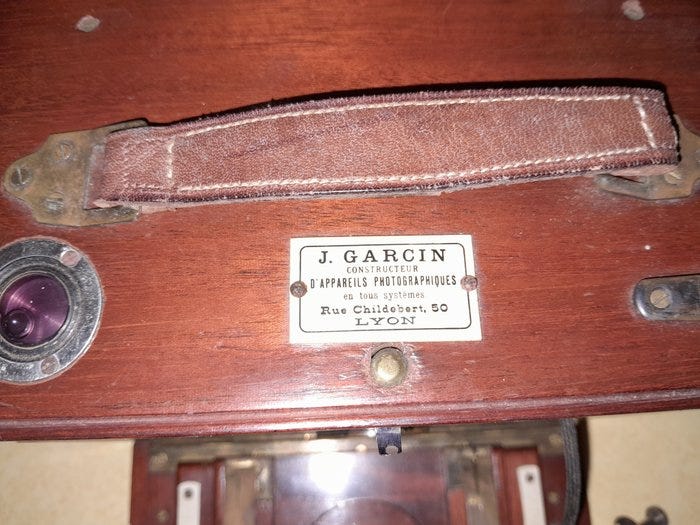 J. GARCIN
CONSTRUCTEUR
D'APPAREILS PHOTOGRAPHIQUES
en tous systèmes
Rue Childebert, 50
LYON